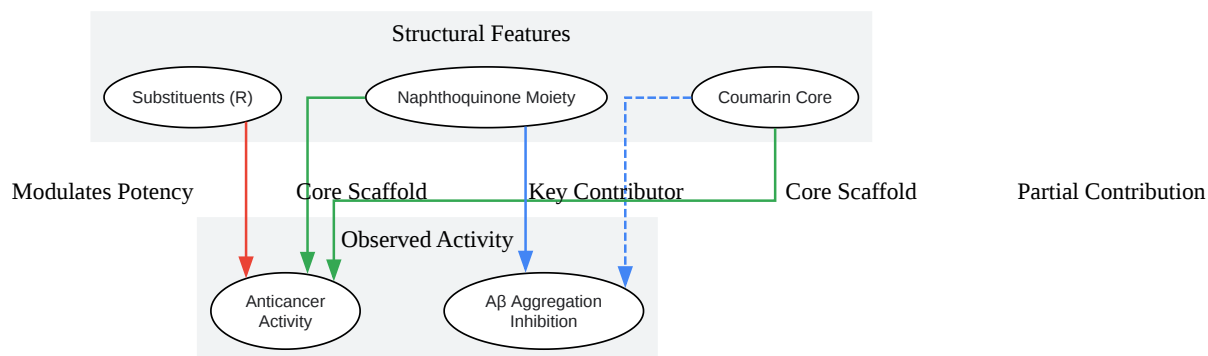 Structural Features
Substituents (R)
Naphthoquinone Moiety
Coumarin Core
Modulates Potency
Core Scaffold
Key Contributor
Core Scaffold
Partial Contribution
Observed Activity
Anticancer
Activity
Aβ Aggregation
Inhibition